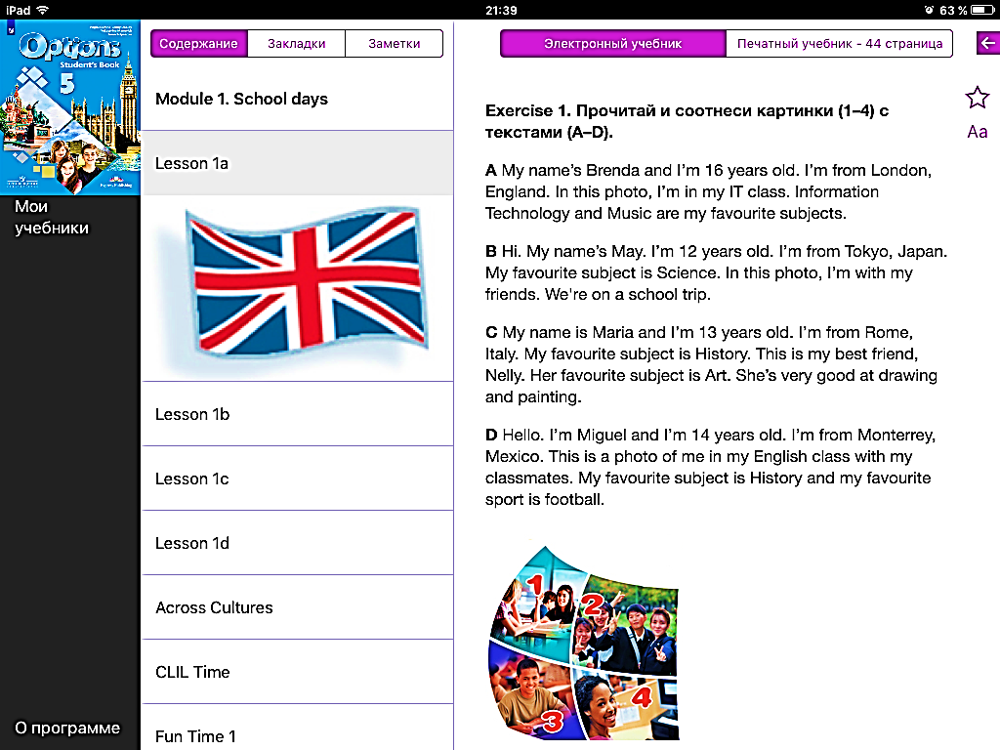 iPad
21:39
63 %
Options
Student's Book
5
Мои
учебники
О программе
Содержание
Закладки
Заметки
Module 1. School days
Lesson 1a
Lesson 1b
Lesson 1c
Lesson 1d
Across Cultures
CLIL Time
Fun Time 1
Электронный учебник
Печатный учебник - 44 страница
Aa
Exercise 1. Прочитай и соотнеси картинки (1–4) с
текстами (A–D).
A My name's Brenda and I'm 16 years old. I'm from London,
England. In this photo, I'm in my IT class. Information
Technology and Music are my favourite subjects.
B Hi. My name's May. I'm 12 years old. I'm from Tokyo, Japan.
My favourite subject is Science. In this photo, I'm with my
friends. We're on a school trip.
C My name is Maria and I'm 13 years old. I'm from Rome,
Italy. My favourite subject is History. This is my best friend,
Nelly. Her favourite subject is Art. She's very good at drawing
and painting.
D Hello. I'm Miguel and I'm 14 years old. I'm from Monterrey,
Mexico. This is a photo of me in my English class with my
classmates. My favourite subject is History and my favourite
sport is football.
1
2
3
4